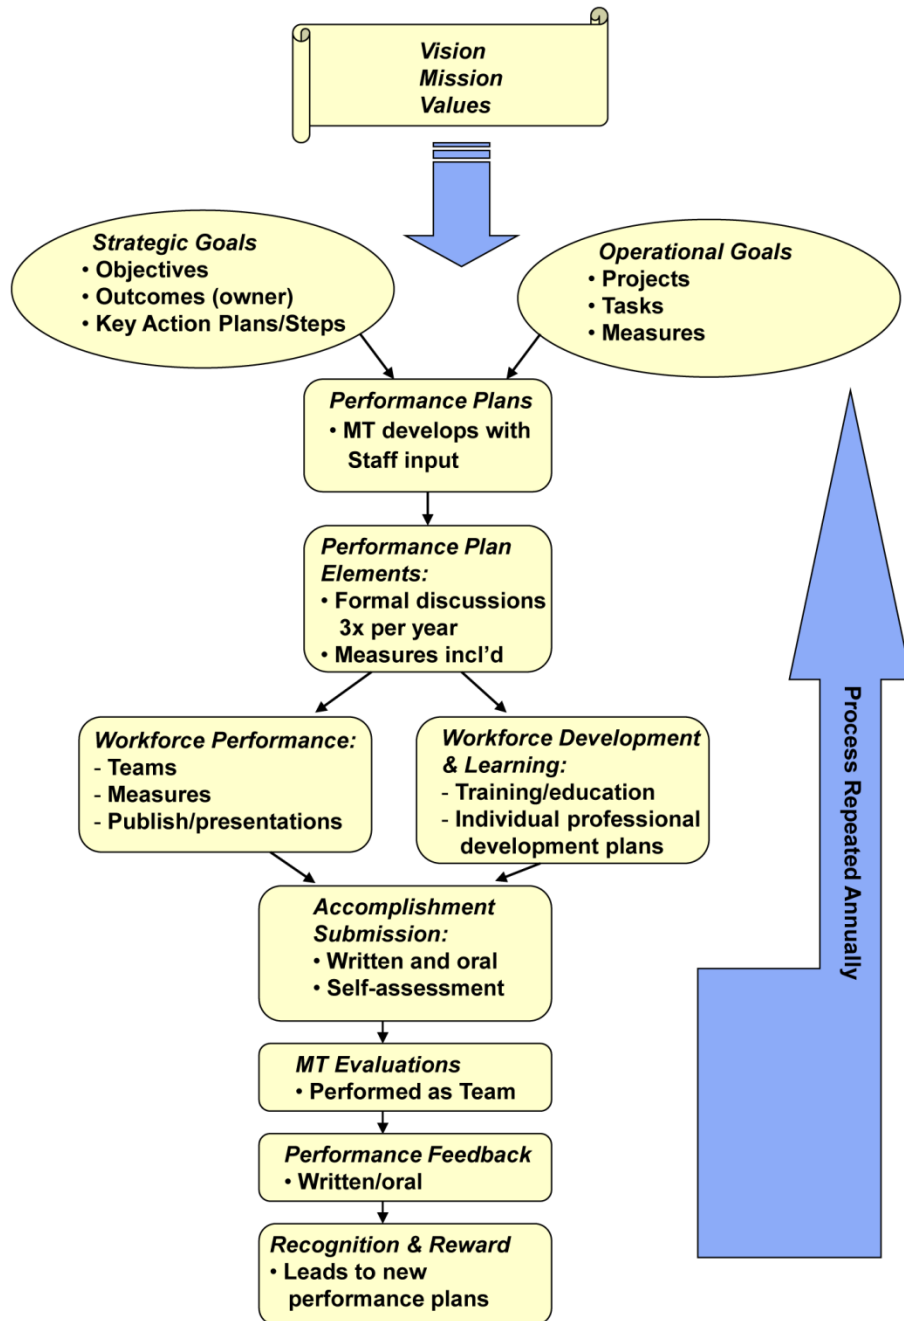 Vision
Mission
Values
Strategic Goals
• Objectives
• Outcomes (owner)
• Key Action Plans/Steps
Operational Goals
• Projects
• Tasks
• Measures
Performance Plans
• MT develops with
Staff input
Performance Plan
Elements:
• Formal discussions
3x per year
• Measures incl’d
Workforce Performance:
- Teams
- Measures
- Publish/presentations
Workforce Development
& Learning:
- Training/education
- Individual professional
development plans
Accomplishment
Submission:
• Written and oral
• Self-assessment
MT Evaluations
• Performed as Team
Performance Feedback
• Written/oral
Recognition & Reward
• Leads to new
performance plans
Process Repeated Annually